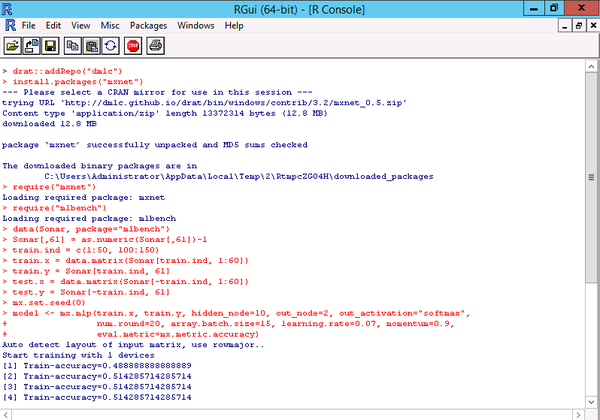 RGui (64-bit) - [R Console]
File Edit View Misc Packages Windows Help
STOP
> drat::addRepo("dmlc")
> install.packages("mxnet")
--- Please select a CRAN mirror for use in this session ---
trying URL 'http://dmlc.github.io/drat/bin/windows/contrib/3.2/mxnet_0.5.zip'
Content type 'application/zip' length 13372314 bytes (12.8 MB)
downloaded 12.8 MB
package ‘mxnet’ successfully unpacked and MD5 sums checked
The downloaded binary packages are in
C:\Users\Administrator\AppData\Local\Temp\2\RtmpcZG04H\downloaded_packages
> require("mxnet")
Loading required package: mxnet
> require("mlbench")
Loading required package: mlbench
> data(Sonar, package="mlbench")
> Sonar[,61] = as.numeric(Sonar[,61])-1
> train.ind = c(1:50, 100:150)
> train.x = data.matrix(Sonar[train.ind, 1:60])
> train.y = Sonar[train.ind, 61]
> test.x = data.matrix(Sonar[-train.ind, 1:60])
> test.y = Sonar[-train.ind, 61]
> mx.set.seed(0)
> model <- mx.mlp(train.x, train.y, hidden_node=10, out_node=2, out_activation="softmax",
+ num.round=20, array.batch.size=15, learning.rate=0.07, momentum=0.9,
+ eval.metric=mx.metric.accuracy)
Auto detect layout of input matrix, use rowmajor..
Start training with 1 devices
[1] Train-accuracy=0.488888888888889
[2] Train-accuracy=0.514285714285714
[3] Train-accuracy=0.514285714285714
[4] Train-accuracy=0.514285714285714